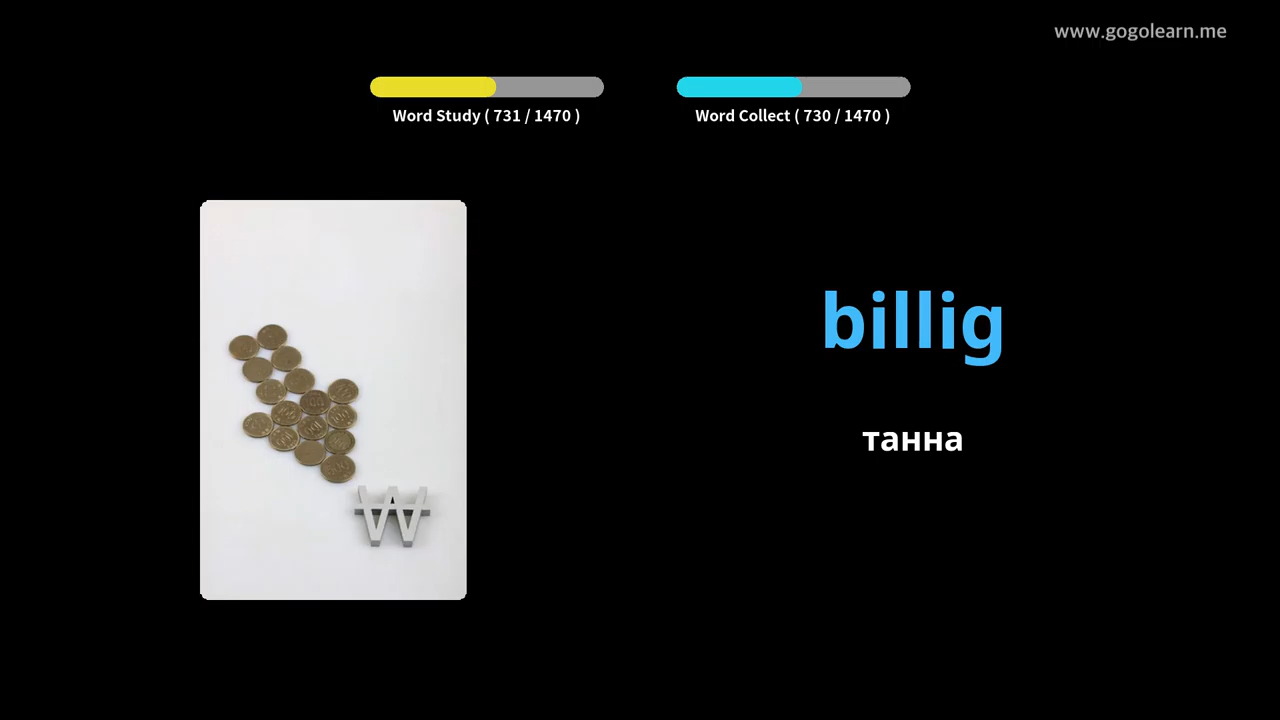 www.gogolearn.me
Word Study ( 731 / 1470 )
Word Collect ( 730 / 1470 )
billig
танна
₩